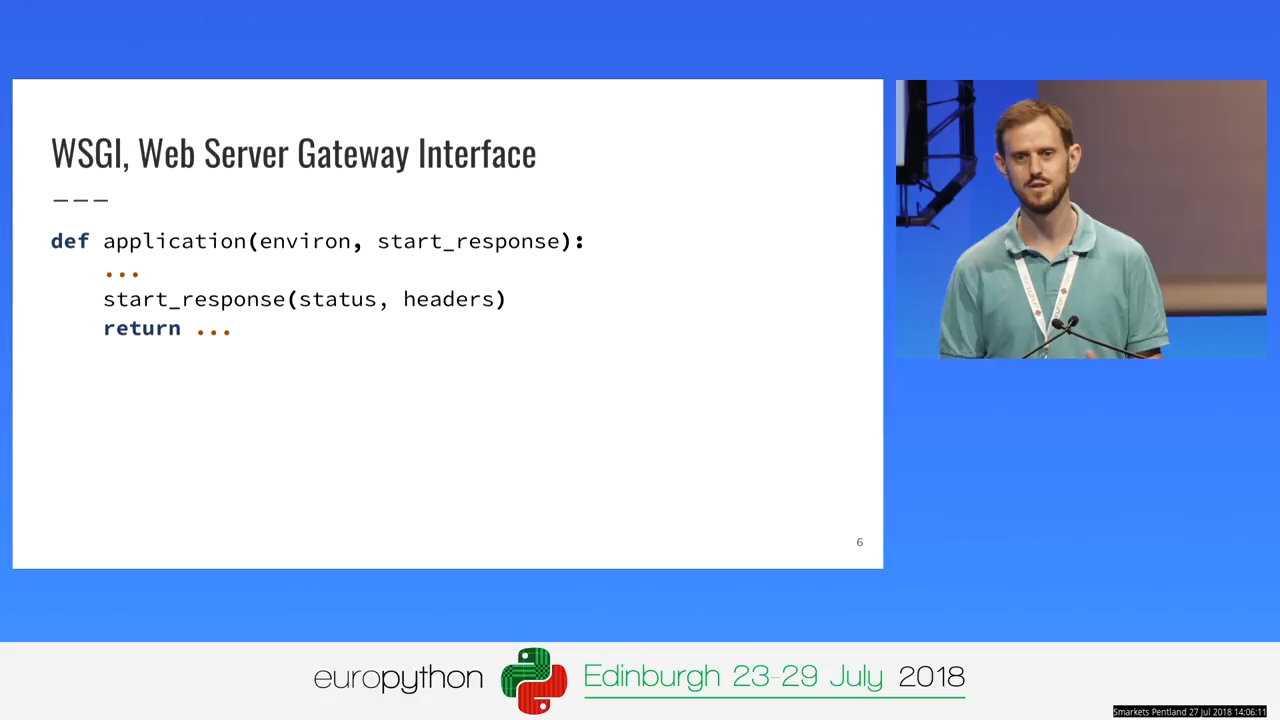 WSGI, Web Server Gateway Interface
___
def application(environ, start_response):
...
start_response(status, headers)
return ...
6
europython Edinburgh 23-29 July 2018
Smarkets Pentland 27 Jul 2018 14:06:11